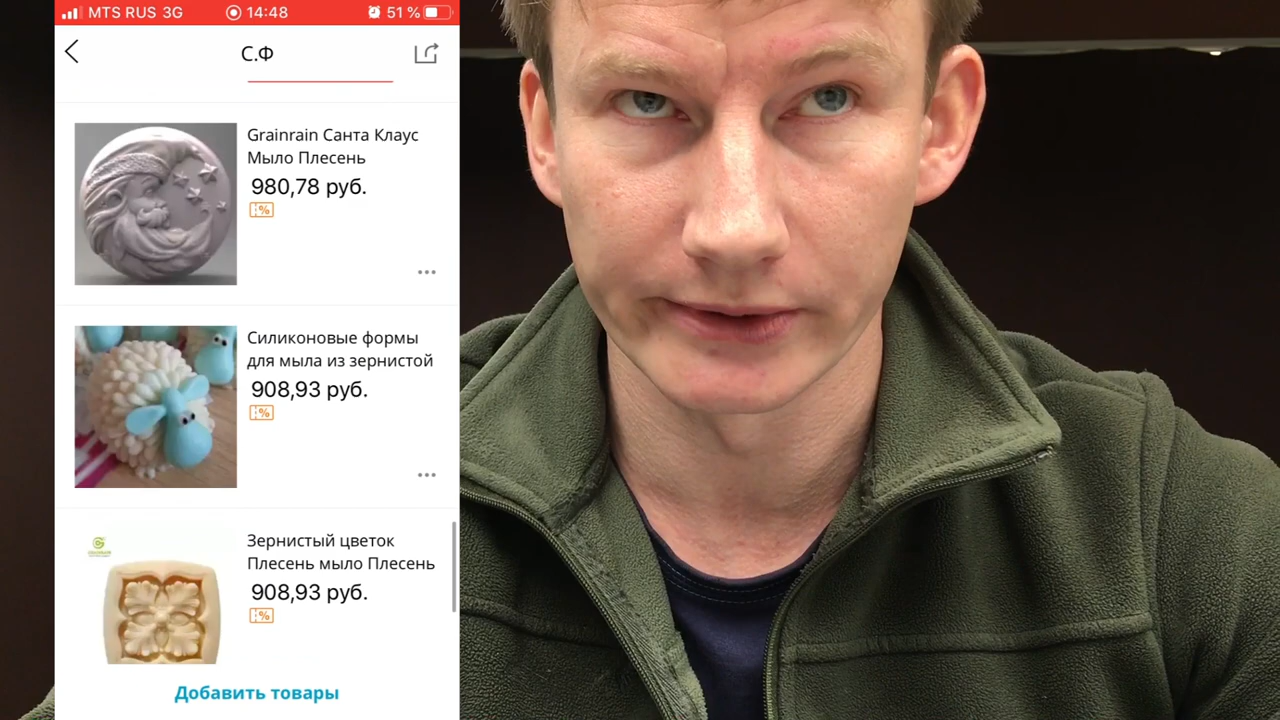 MTS RUS 3G 14:48 51 %
С.Ф
Grainrain Санта Клаус
Мыло Плесень
980,78 руб.
%
Силиконовые формы
для мыла из зернистой
908,93 руб.
%
Зернистый цветок
Плесень мыло Плесень
908,93 руб.
%
Добавить товары